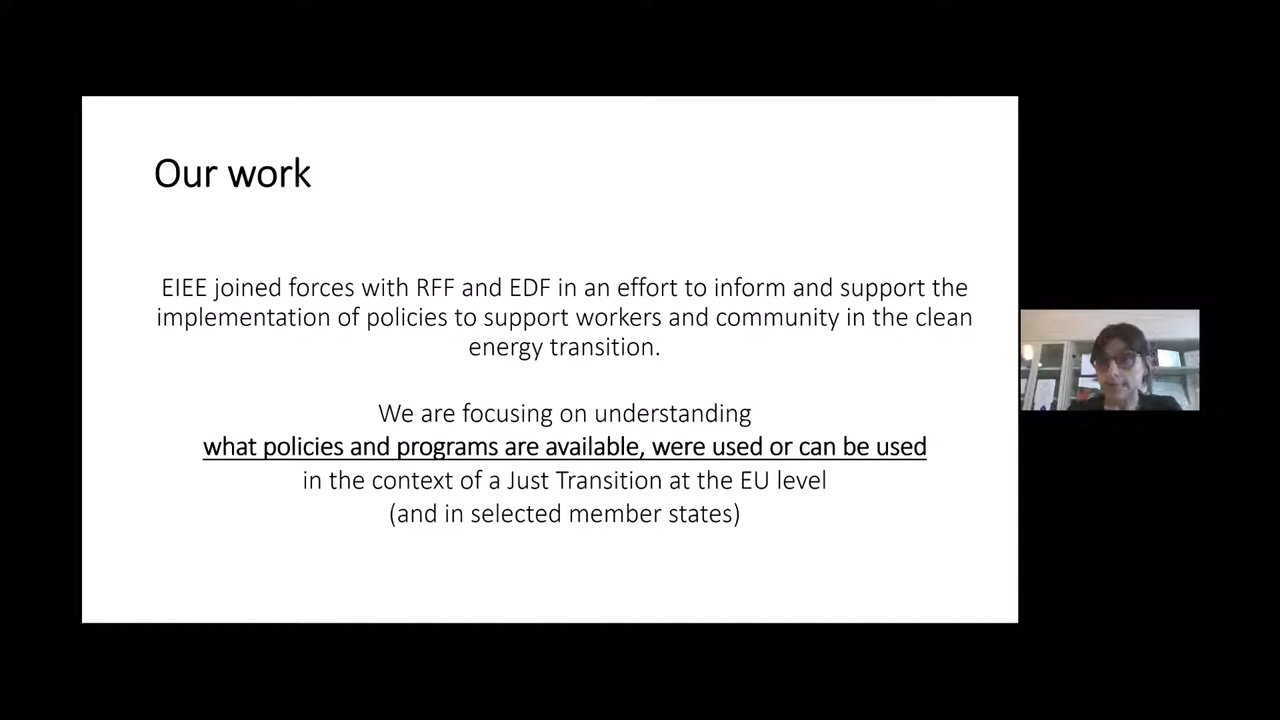 Our work
EIEE joined forces with RFF and EDF in an effort to inform and support the
implementation of policies to support workers and community in the clean
energy transition.
We are focusing on understanding
what policies and programs are available, were used or can be used
in the context of a Just Transition at the EU level
(and in selected member states)